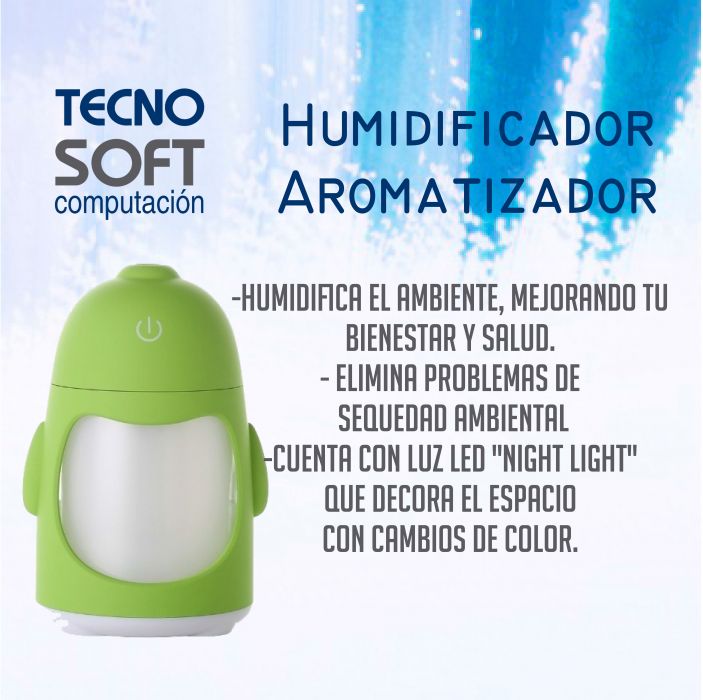 TECNO
SOFT
computación
HUMIDIFICADOR
AROMATIZADOR
-HUMIDIFICA EL AMBIENTE, MEJORANDO TU
BIENESTAR Y SALUD.
- ELIMINA PROBLEMAS DE
SEQUEDAD AMBIENTAL
-CUENTA CON LUZ LED "NIGHT LIGHT"
QUE DECORA EL ESPACIO
CON CAMBIOS DE COLOR.